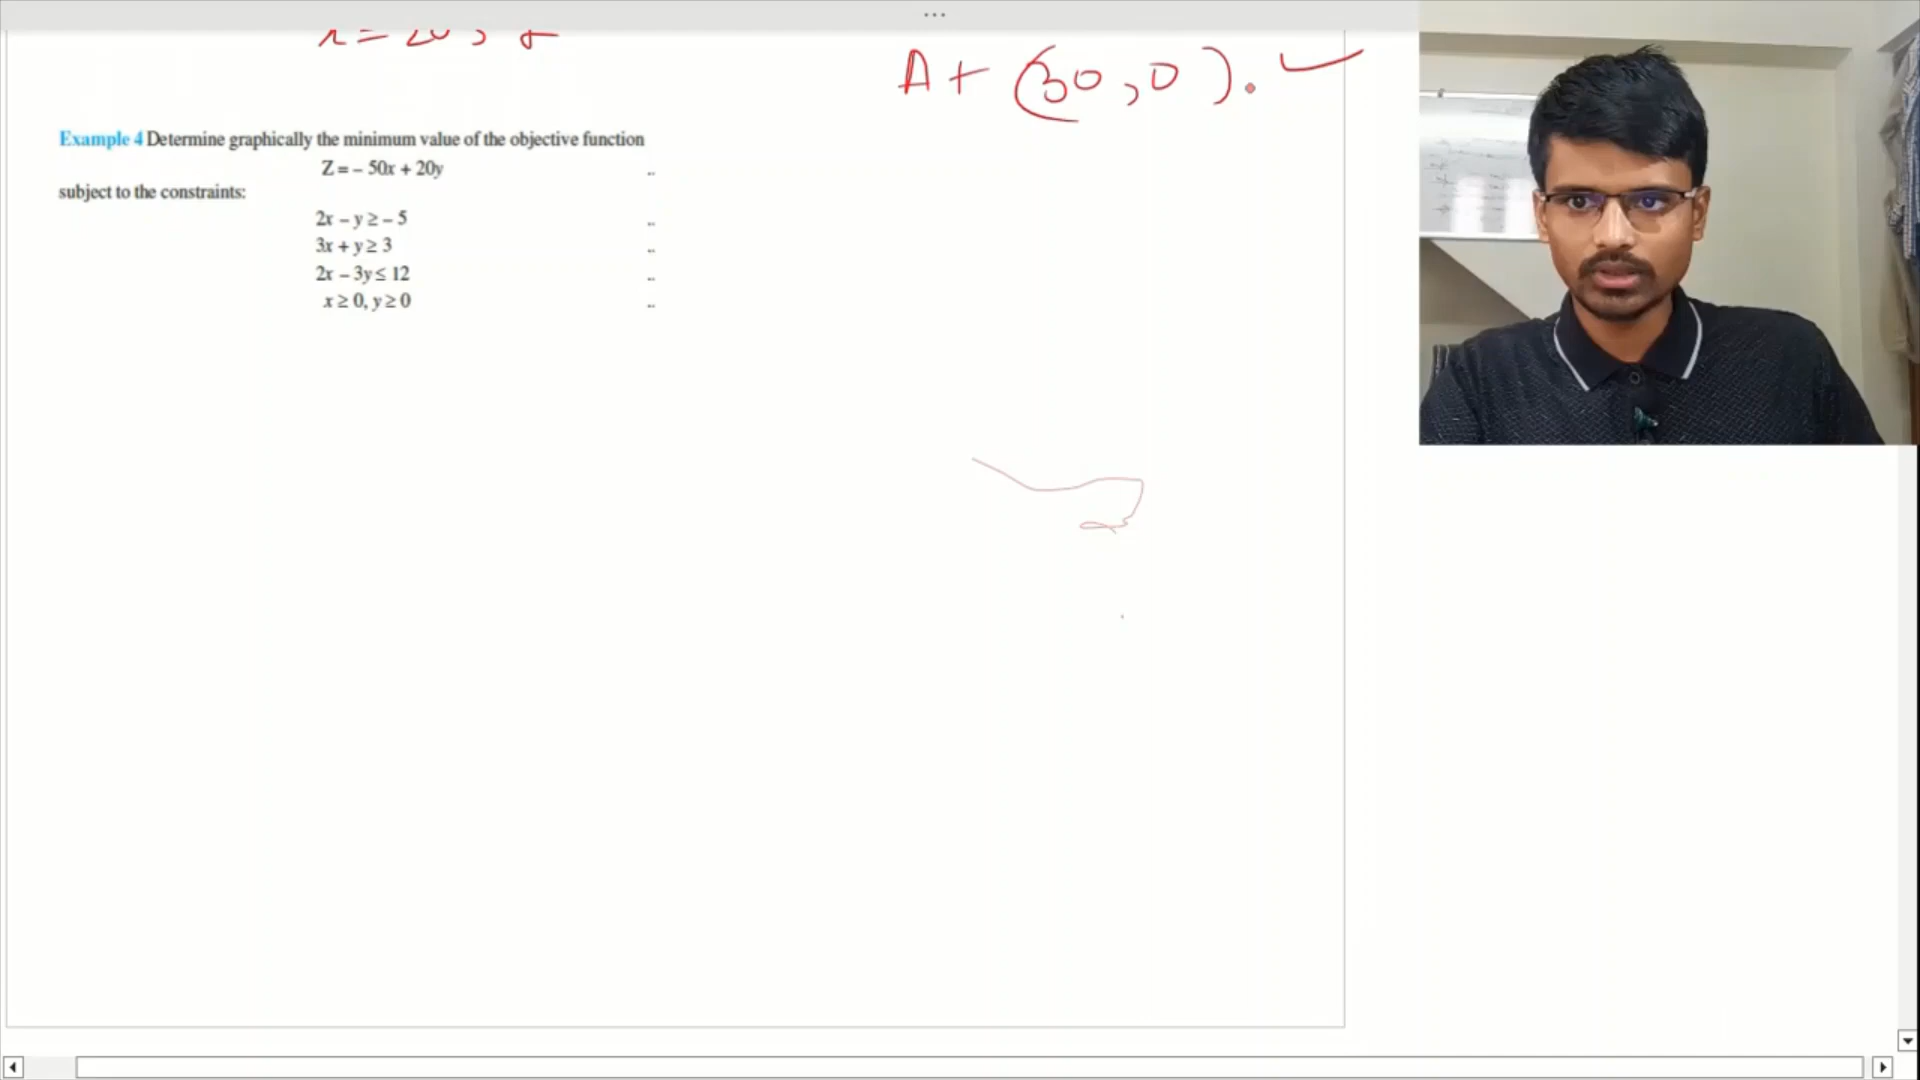 ...
A + (30, 0).
Example 4 Determine graphically the minimum value of the objective function
Z = – 50x + 20y ..
subject to the constraints:
2x – y ≥ – 5 ..
3x + y ≥ 3 ..
2x – 3y ≤ 12 ..
x ≥ 0, y ≥ 0 ..